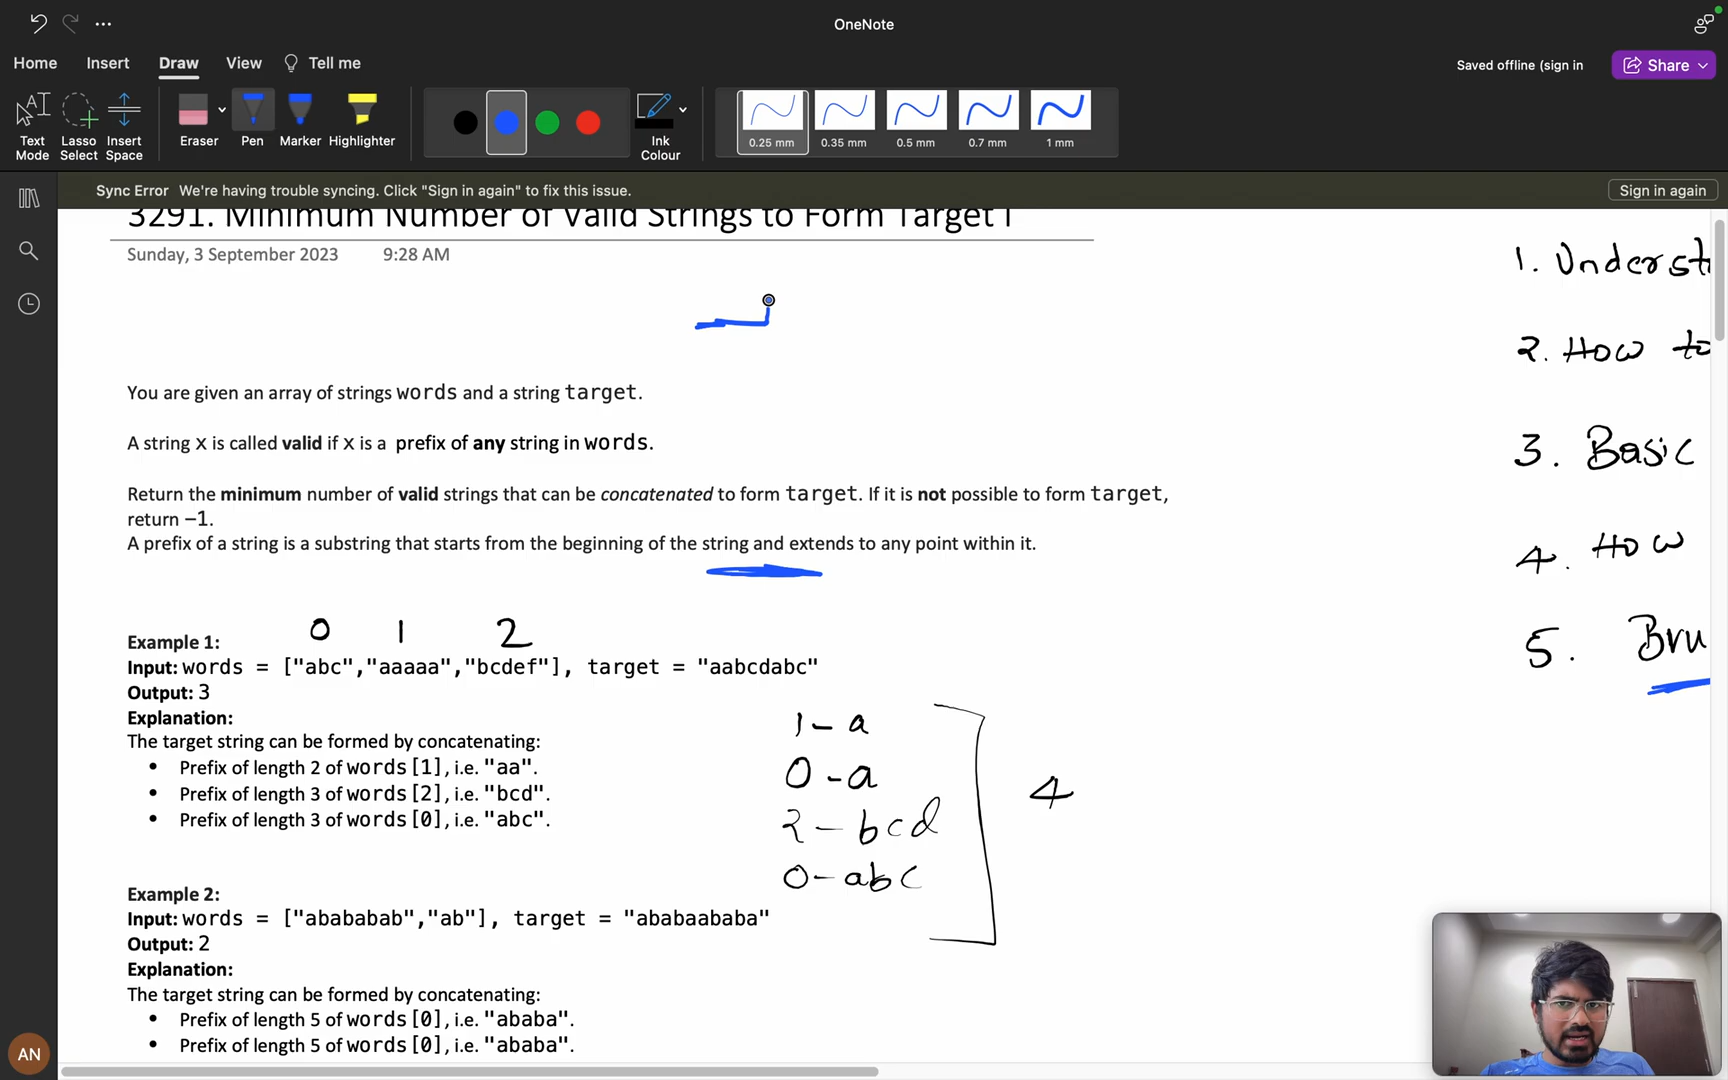 OneNote
Home Insert Draw View Tell me
Saved offline (sign in
Share
Text Mode
Lasso Select
Insert Space
Eraser
Pen
Marker
Highlighter
Ink Colour
0.25 mm
0.35 mm
0.5 mm
0.7 mm
1 mm
Sync Error We're having trouble syncing. Click "Sign in again" to fix this issue.
Sign in again
3291. Minimum Number of Valid Strings to Form Target I
Sunday, 3 September 2023 9:28 AM
You are given an array of strings words and a string target.
A string x is called valid if x is a prefix of any string in words.
Return the minimum number of valid strings that can be concatenated to form target. If it is not possible to form target,
return –1.
A prefix of a string is a substring that starts from the beginning of the string and extends to any point within it.
0 1 2
Example 1:
Input: words = ["abc","aaaaa","bcdef"], target = "aabcdabc"
Output: 3
Explanation:
The target string can be formed by concatenating:
• Prefix of length 2 of words[1], i.e. "aa".
• Prefix of length 3 of words[2], i.e. "bcd".
• Prefix of length 3 of words[0], i.e. "abc".
1 – a
0 – a
2 – bcd
0 – abc
4
Example 2:
Input: words = ["abababab","ab"], target = "ababaababa"
Output: 2
Explanation:
The target string can be formed by concatenating:
• Prefix of length 5 of words[0], i.e. "ababa".
• Prefix of length 5 of words[0], i.e. "ababa".
1. Underst
2. How to
3. Basic
4. How
5. Bru
AN